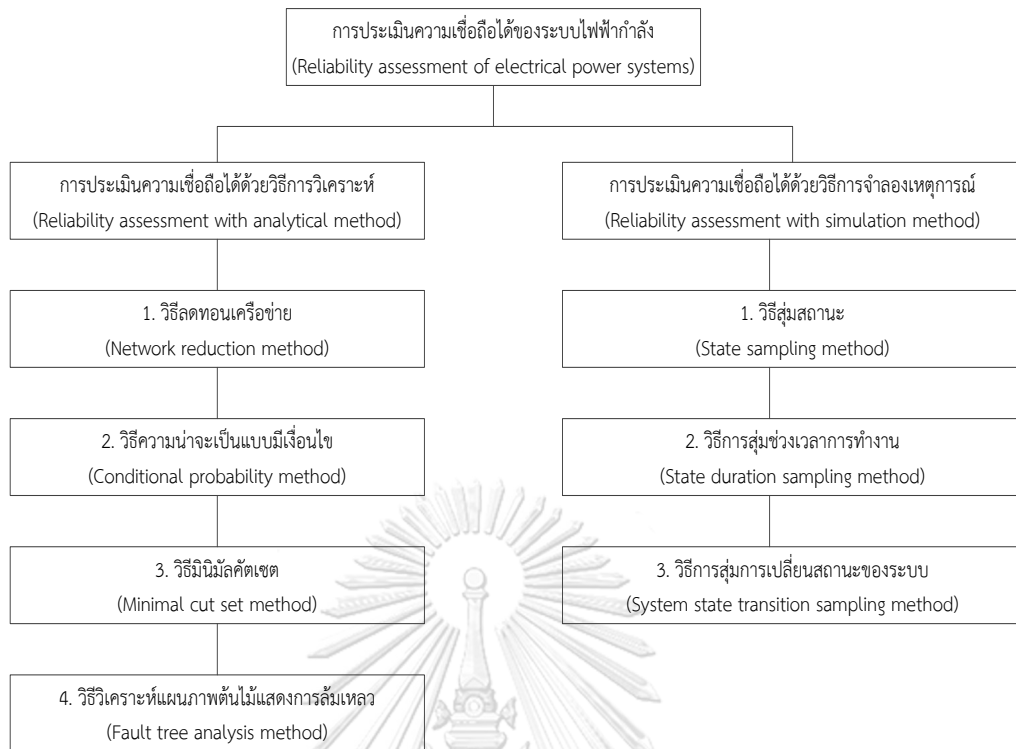 การประเมินความเชื่อถือได้ของระบบไฟฟ้ากำลัง
(Reliability assessment of electrical power systems)
การประเมินความเชื่อถือได้ด้วยวิธีการวิเคราะห์
(Reliability assessment with analytical method)
1. วิธีลดทอนเครือข่าย
(Network reduction method)
2. วิธีความน่าจะเป็นแบบมีเงื่อนไข
(Conditional probability method)
3. วิธีมินิมัลคัตเซต
(Minimal cut set method)
4. วิธีวิเคราะห์แผนภาพต้นไม้แสดงการล้มเหลว
(Fault tree analysis method)
การประเมินความเชื่อถือได้ด้วยวิธีการจำลองเหตุการณ์
(Reliability assessment with simulation method)
1. วิธีสุ่มสถานะ
(State sampling method)
2. วิธีการสุ่มช่วงเวลาการทำงาน
(State duration sampling method)
3. วิธีการสุ่มการเปลี่ยนสถานะของระบบ
(System state transition sampling method)